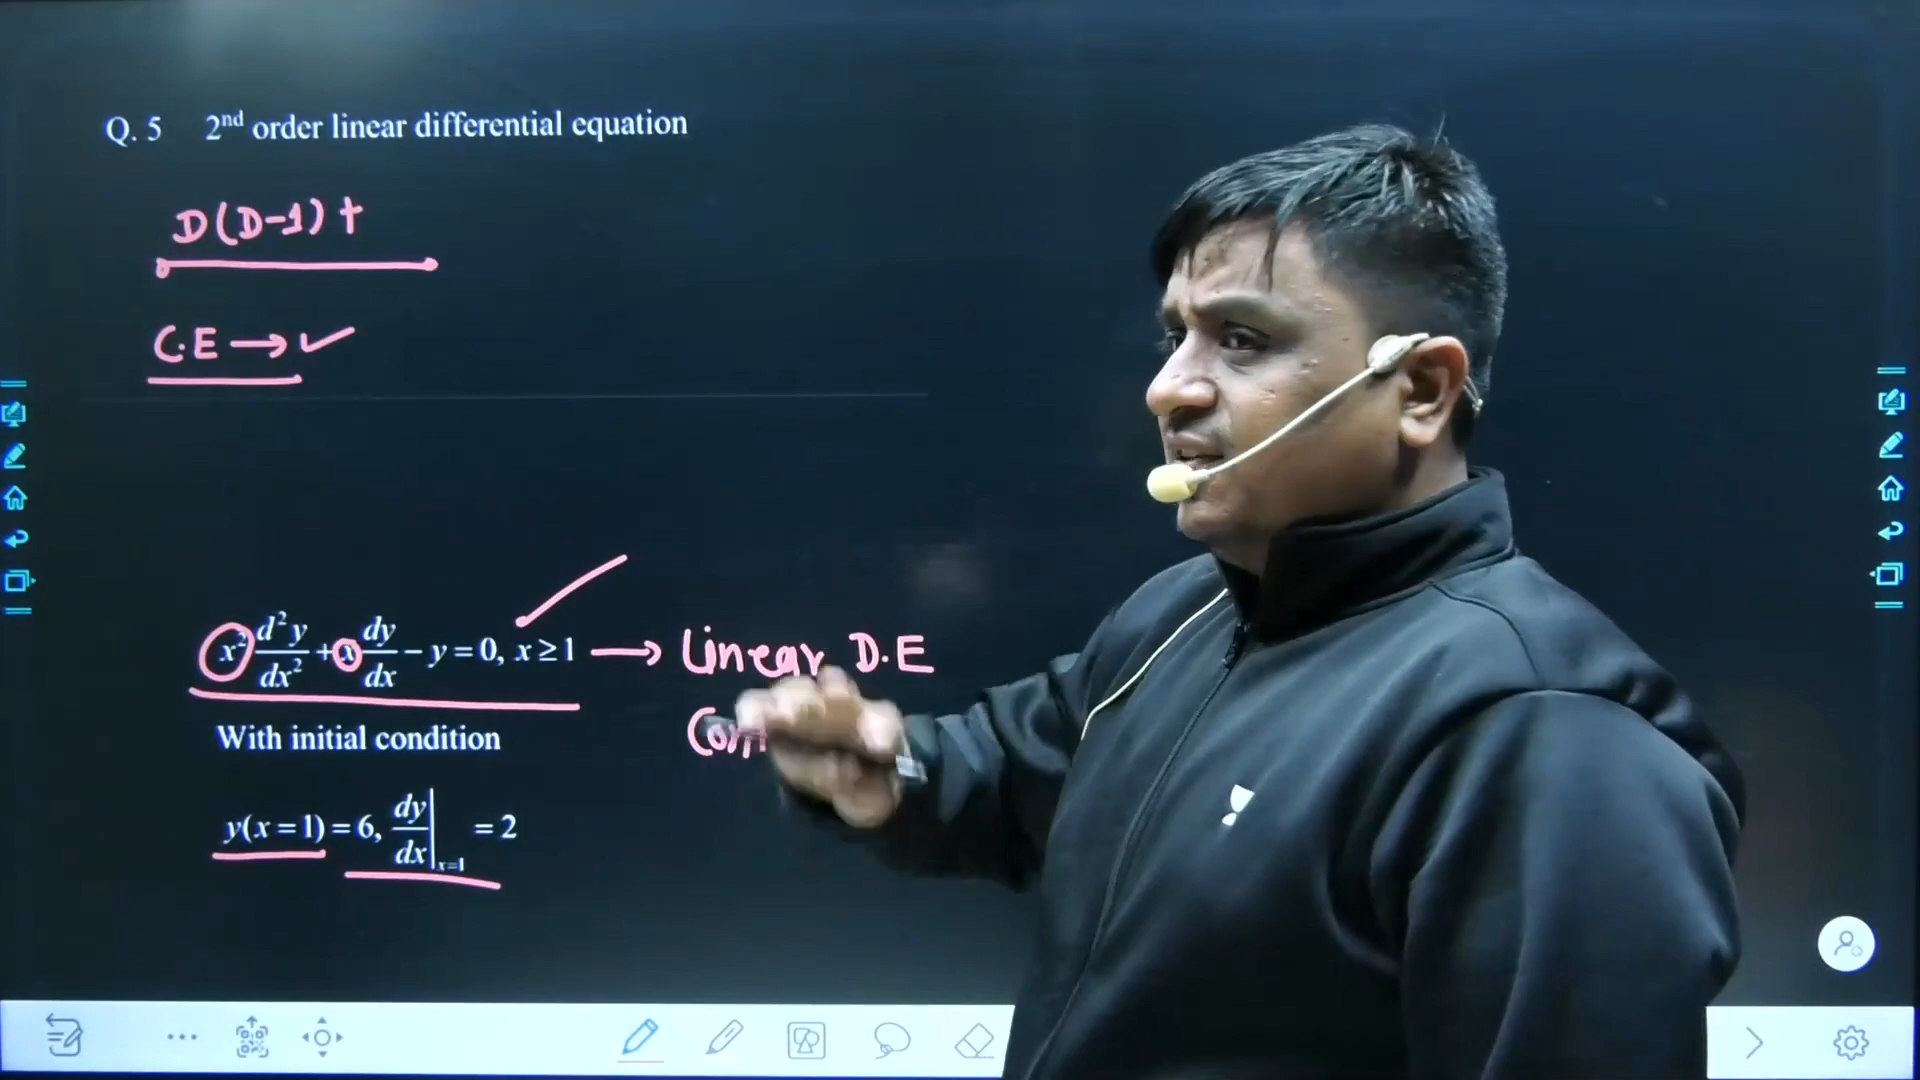 Q. 5 2nd order linear differential equation
D(D-1)+
C.E → ✓
x² d²y/dx² + x dy/dx − y = 0, x ≥ 1 → Linear D.E
With initial condition
y(x = 1) = 6, dy/dx|x=1 = 2